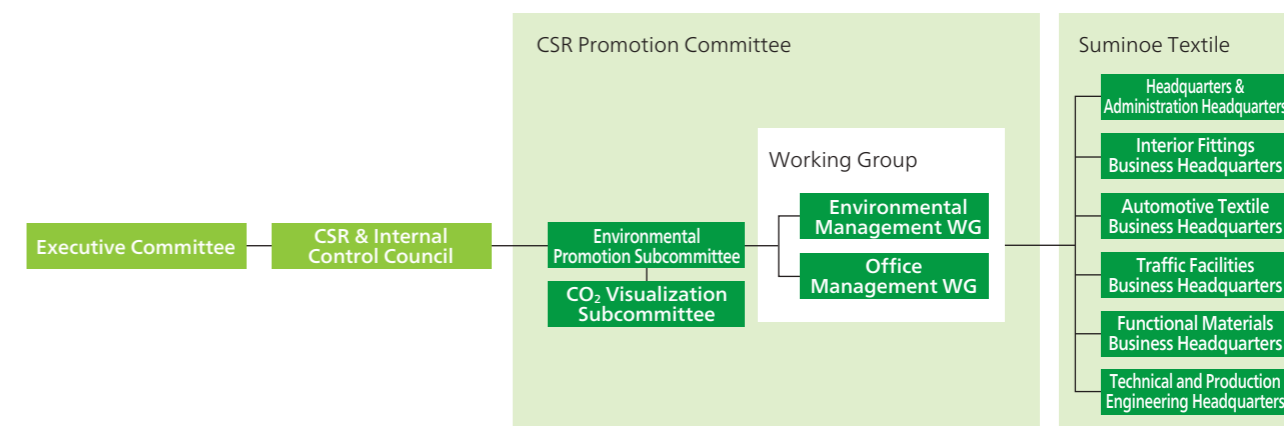 CSR Promotion Committee
Suminoe Textile
Executive Committee
CSR & Internal
Control Council
Environmental
Promotion Subcommittee
CO₂ Visualization
Subcommittee
Working Group
Environmental
Management WG
Office
Management WG
Headquarters &
Administration Headquarters
Interior Fittings
Business Headquarters
Automotive Textile
Business Headquarters
Traffic Facilities
Business Headquarters
Functional Materials
Business Headquarters
Technical and Production
Engineering Headquarters